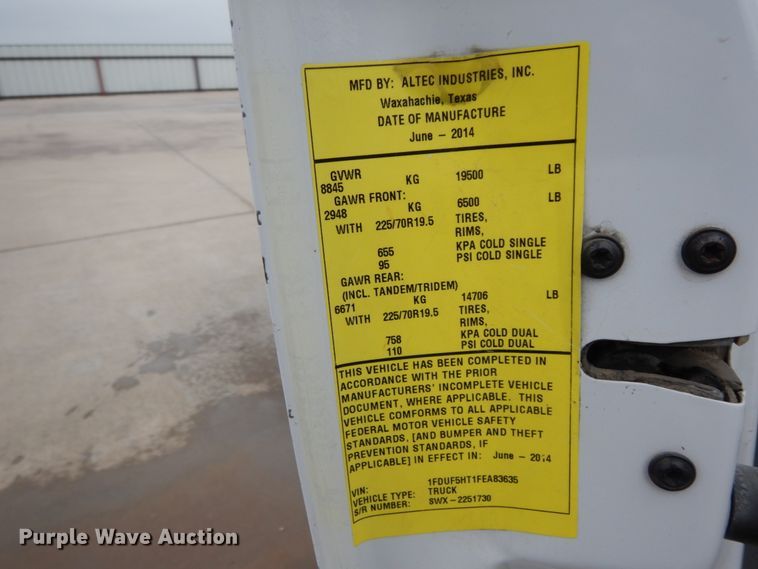 MFD BY: ALTEC INDUSTRIES, INC.
Waxahachie, Texas
DATE OF MANUFACTURE
June - 2014
GVWR
8845 KG 19500 LB
GAWR FRONT:
2948 KG 6500 LB
WITH 225/70R19.5 TIRES,
RIMS,
655 KPA COLD SINGLE
95 PSI COLD SINGLE
GAWR REAR:
(INCL. TANDEM/TRIDEM)
6671 KG 14706 LB
WITH 225/70R19.5 TIRES,
RIMS,
758 KPA COLD DUAL
110 PSI COLD DUAL
THIS VEHICLE HAS BEEN COMPLETED IN
ACCORDANCE WITH THE PRIOR
MANUFACTURERS' INCOMPLETE VEHICLE
DOCUMENT, WHERE APPLICABLE. THIS
VEHICLE COMFORMS TO ALL APPLICABLE
FEDERAL MOTOR VEHICLE SAFETY
STANDARDS, [AND BUMPER AND THEFT
PREVENTION STANDARDS, IF
APPLICABLE] IN EFFECT IN: June - 2014
VIN: 1FDUF5HT1FEA83635
VEHICLE TYPE: TRUCK
S/R NUMBER: SWX-2251730
Purple Wave Auction